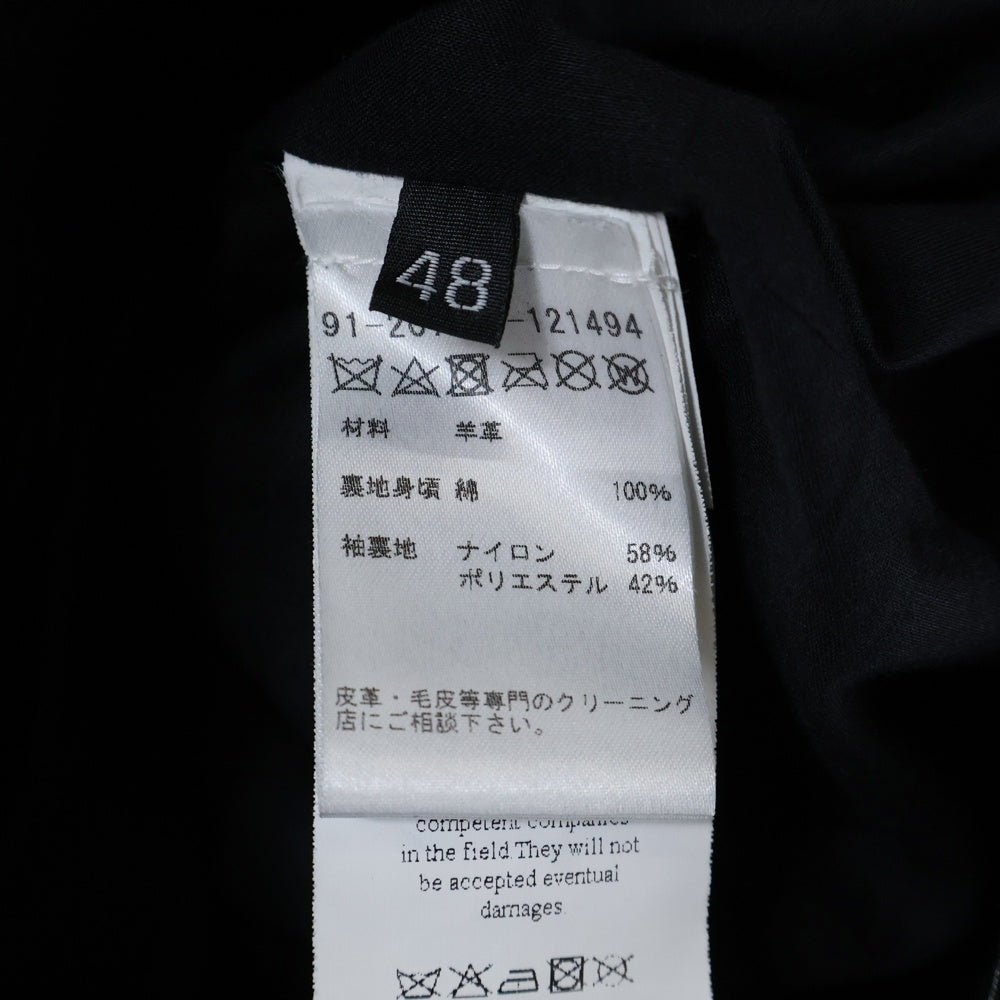 48
91-20 -121494
材料 羊革
裏地身頃 綿 100%
袖裏地 ナイロン 58%
ポリエステル 42%
皮革・毛皮等専門のクリーニング
店にご相談下さい。
competent companies
in the field.They will not
be accepted eventual
damages.